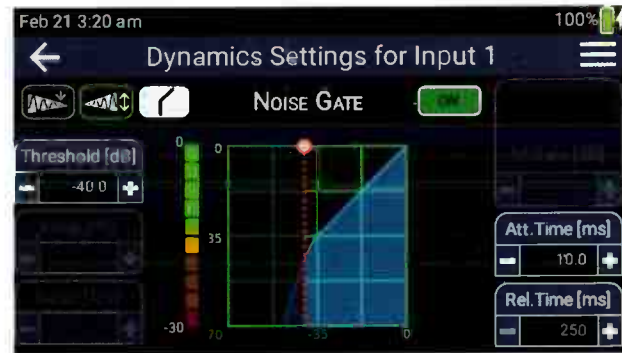 Feb 21 3:20 am
100%
Dynamics Settings for Input 1
NOISE GATE
ON
Threshold [dB]
- -40.0 +
0
0
35
-30
70
-35
0
Att.Time [ms]
- 10.0 +
Rel.Time [ms]
- 250 +